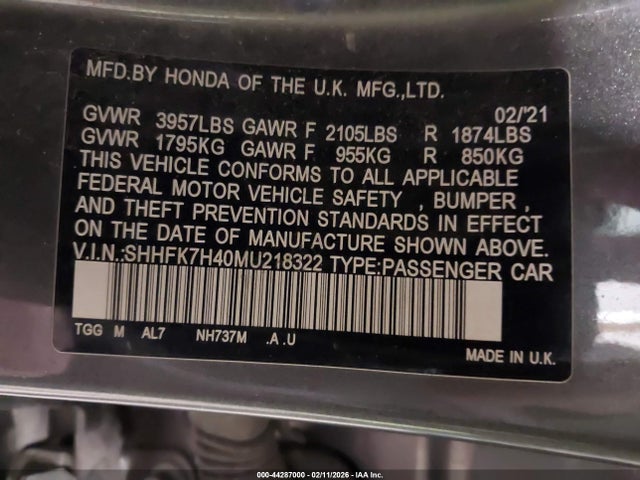 MFD.BY HONDA OF THE U.K. MFG.,LTD.
02/'21
GVWR 3957LBS GAWR F 2105LBS R 1874LBS
GVWR 1795KG GAWR F 955KG R 850KG
THIS VEHICLE CONFORMS TO ALL APPLICABLE
FEDERAL MOTOR VEHICLE SAFETY , BUMPER ,
AND THEFT PREVENTION STANDARDS IN EFFECT
ON THE DATE OF MANUFACTURE SHOWN ABOVE.
V.I.N.:SHHFK7H40MU218322 TYPE:PASSENGER CAR
TGG M AL7 NH737M .A .U
MADE IN U.K.
000-44287000 - 02/11/2026 - IAA Inc.